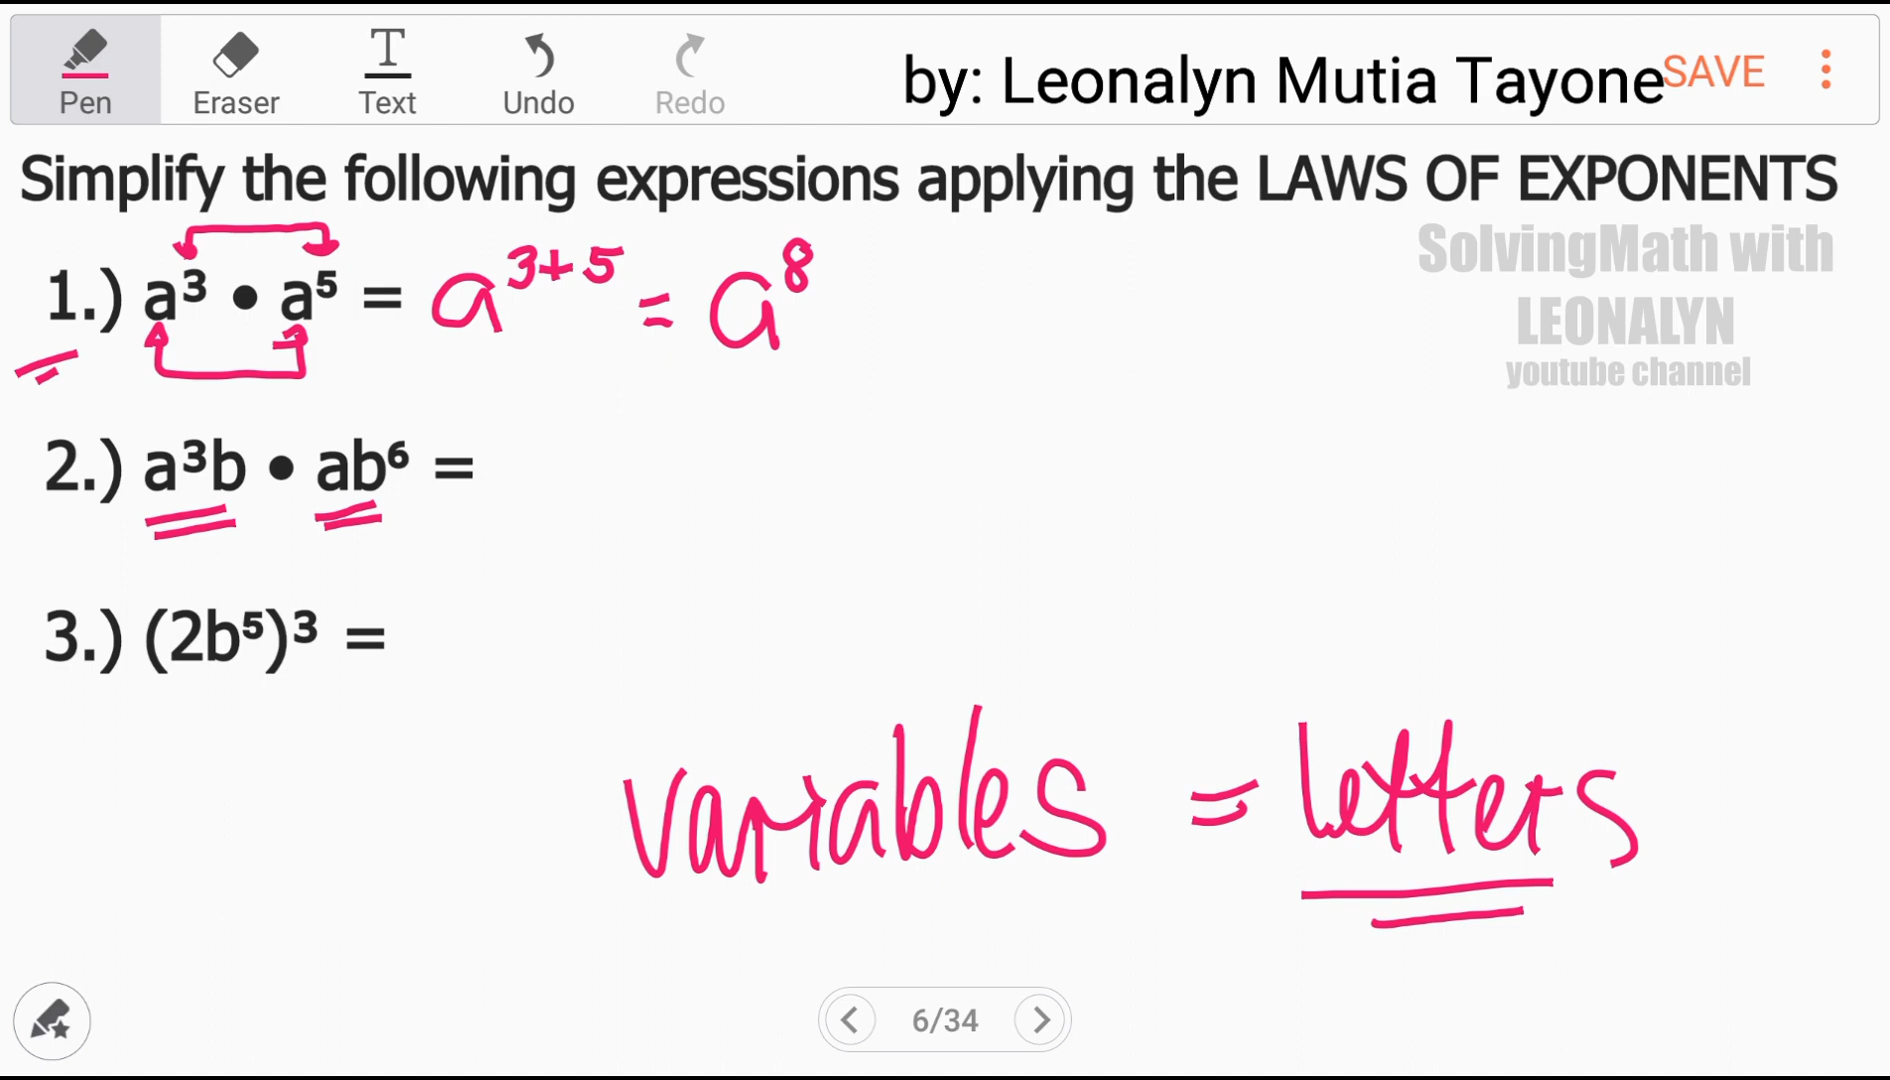 Pen Eraser Text Undo Redo by: Leonalyn Mutia Tayone SAVE
Simplify the following expressions applying the LAWS OF EXPONENTS
SolvingMath with
LEONALYN
youtube channel
1.) a³ • a⁵ = a³⁺⁵ = a⁸
2.) a³b • ab⁶ =
3.) (2b⁵)³ =
variables = letters
6/34